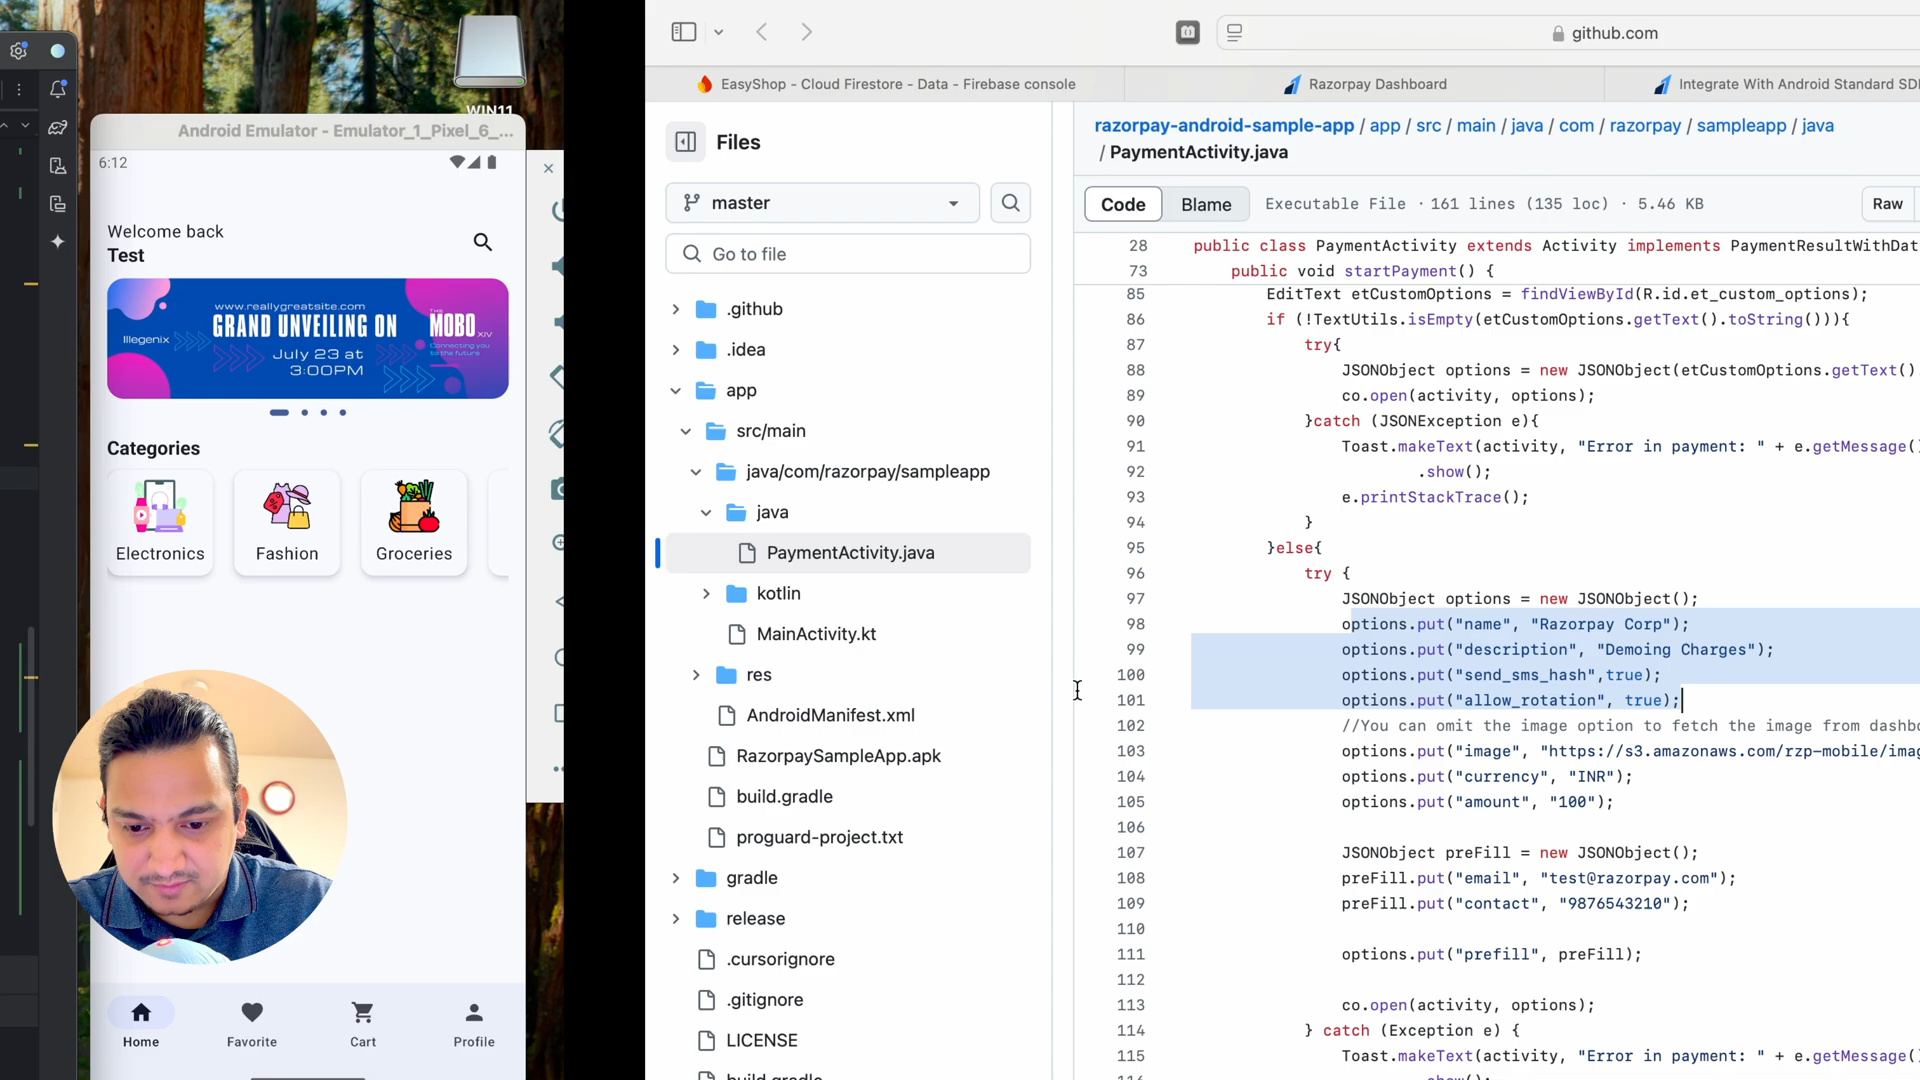 WIN11
Android Emulator - Emulator_1_Pixel_6_...
6:12
Welcome back
Test
www.reallygreatsite.com
GRAND UNVEILING ON
Illegenix
July 23 at
3:00PM
THE
MOBO XIV
Connecting you
to the future
Categories
Electronics
Fashion
Groceries
Home
Favorite
Cart
Profile
github.com
EasyShop - Cloud Firestore - Data - Firebase console
Razorpay Dashboard
Integrate With Android Standard SD
Files
master
Go to file
.github
.idea
app
src/main
java/com/razorpay/sampleapp
java
PaymentActivity.java
kotlin
MainActivity.kt
res
AndroidManifest.xml
RazorpaySampleApp.apk
build.gradle
proguard-project.txt
gradle
release
.cursorignore
.gitignore
LICENSE
build.gradle
razorpay-android-sample-app / app / src / main / java / com / razorpay / sampleapp / java
/ PaymentActivity.java
Code
Blame
Executable File · 161 lines (135 loc) · 5.46 KB
Raw
28 public class PaymentActivity extends Activity implements PaymentResultWithDat
73 public void startPayment() {
85 EditText etCustomOptions = findViewById(R.id.et_custom_options);
86 if (!TextUtils.isEmpty(etCustomOptions.getText().toString())){
87 try{
88 JSONObject options = new JSONObject(etCustomOptions.getText()
89 co.open(activity, options);
90 }catch (JSONException e){
91 Toast.makeText(activity, "Error in payment: " + e.getMessage()
92 .show();
93 e.printStackTrace();
94 }
95 }else{
96 try {
97 JSONObject options = new JSONObject();
98 options.put("name", "Razorpay Corp");
99 options.put("description", "Demoing Charges");
100 options.put("send_sms_hash",true);
101 options.put("allow_rotation", true);
102 //You can omit the image option to fetch the image from dashbo
103 options.put("image", "https://s3.amazonaws.com/rzp-mobile/imag
104 options.put("currency", "INR");
105 options.put("amount", "100");
106
107 JSONObject preFill = new JSONObject();
108 preFill.put("email", "test@razorpay.com");
109 preFill.put("contact", "9876543210");
110
111 options.put("prefill", preFill);
112
113 co.open(activity, options);
114 } catch (Exception e) {
115 Toast.makeText(activity, "Error in payment: " + e.getMessage()
116 .show();